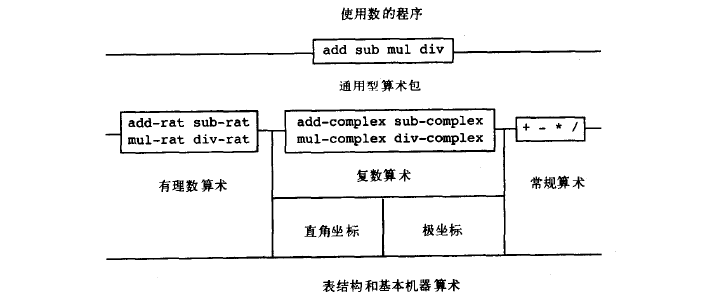 使用数的程序
add sub mul div
通用型算术包
add-rat sub-rat
mul-rat div-rat
add-complex sub-complex
mul-complex div-complex
+ - * /
有理数算术
复数算术
常规算术
直角坐标
极坐标
表结构和基本机器算术